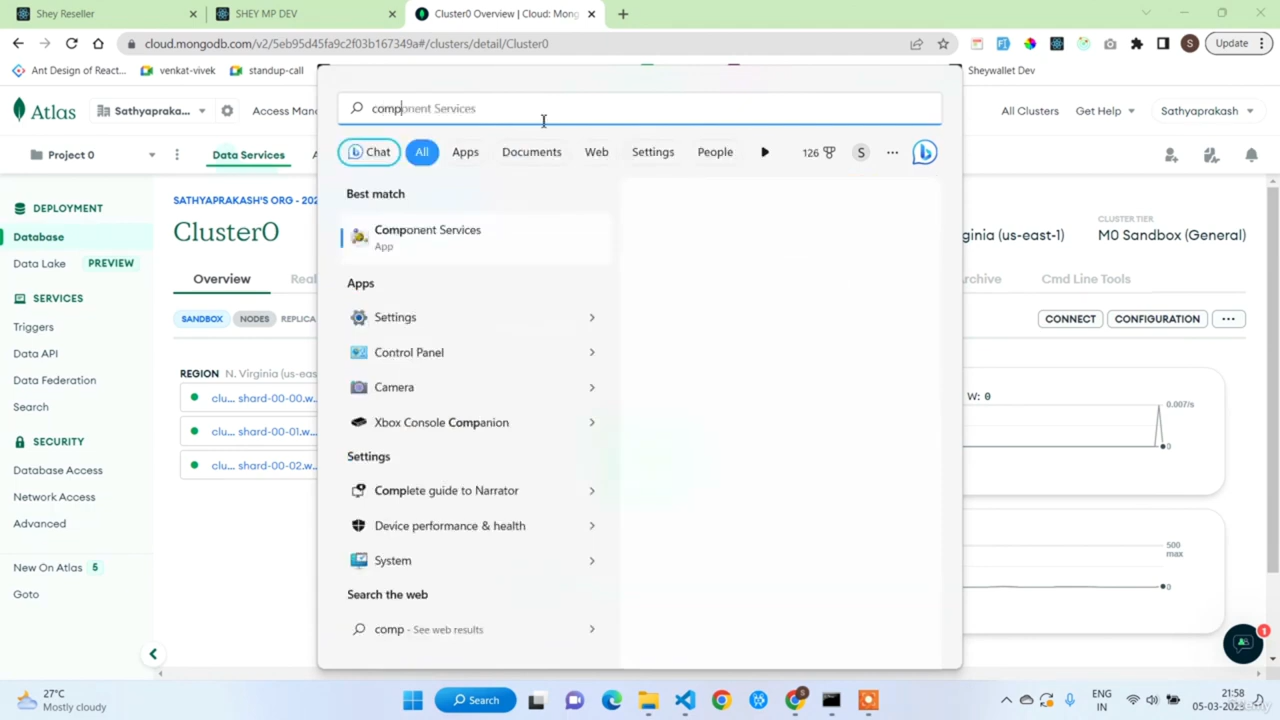 Shey Reseller
SHEY MP DEV
Cluster0 Overview | Cloud: Mong
cloud.mongodb.com/v2/5eb95d45fa9c2f03b167349a#/clusters/detail/Cluster0
S
Update
Ant Design of React...
venkat-vivek
standup-call
Sheywallet Dev
Atlas
Sathyapraka...
Access Mana
All Clusters
Get Help
Sathyaprakash
Project 0
Data Services
component Services
Chat
All
Apps
Documents
Web
Settings
People
126
S
DEPLOYMENT
Database
Data Lake
PREVIEW
SERVICES
Triggers
Data API
Data Federation
Search
SECURITY
Database Access
Network Access
Advanced
New On Atlas 5
Goto
SATHYAPRAKASH'S ORG - 202
Cluster0
Overview
Real
SANDBOX
NODES
REPLICA
REGION N. Virginia (us-eas
clu... shard-00-00.w...
clu... shard-00-01.w...
clu... shard-00-02.w...
Best match
Component Services
App
Apps
Settings
Control Panel
Camera
Xbox Console Companion
Settings
Complete guide to Narrator
Device performance & health
System
Search the web
comp - See web results
CLUSTER TIER
ginia (us-east-1)
M0 Sandbox (General)
rchive
Cmd Line Tools
CONNECT
CONFIGURATION
W: 0
0.007/s
0
500
max
0
1
27°C
Mostly cloudy
Search
ENG
IN
21:58